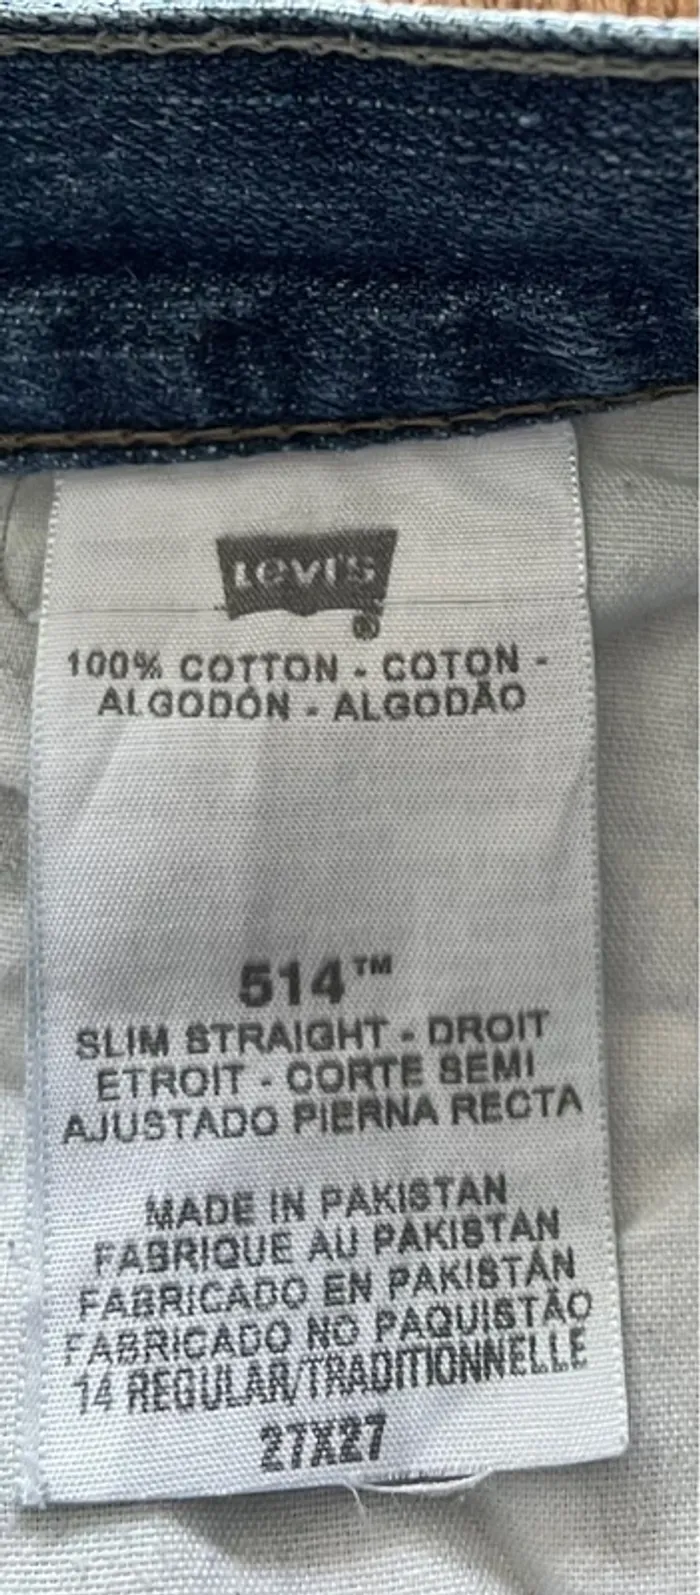 Levi's
®
100% COTTON - COTON -
ALGODÓN - ALGODÃO
514™
SLIM STRAIGHT - DROIT
ETROIT - CORTE SEMI
AJUSTADO PIERNA RECTA
MADE IN PAKISTAN
FABRIQUE AU PAKISTAN
FABRICADO EN PAKISTÁN
FABRICADO NO PAQUISTÃO
14 REGULAR/TRADITIONNELLE
27X27